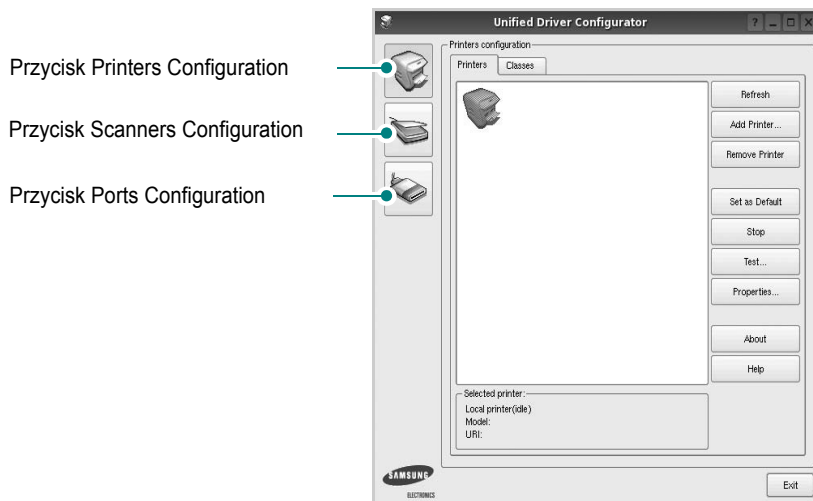 Unified Driver Configurator
Przycisk Printers Configuration
Przycisk Scanners Configuration
Przycisk Ports Configuration
Printers configuration
Printers
Classes
Refresh
Add Printer...
Remove Printer
Set as Default
Stop
Test...
Properties...
About
Help
Selected printer:
Local printer(idle)
Model:
URI:
SAMSUNG
ELECTRONICS
Exit